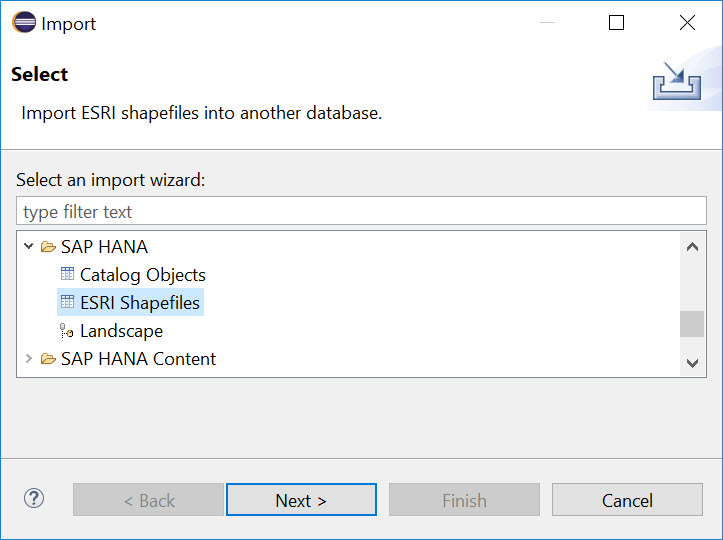 Import
Select
Import ESRI shapefiles into another database.
Select an import wizard:
type filter text
SAP HANA
Catalog Objects
ESRI Shapefiles
Landscape
SAP HANA Content
? < Back Next > Finish Cancel